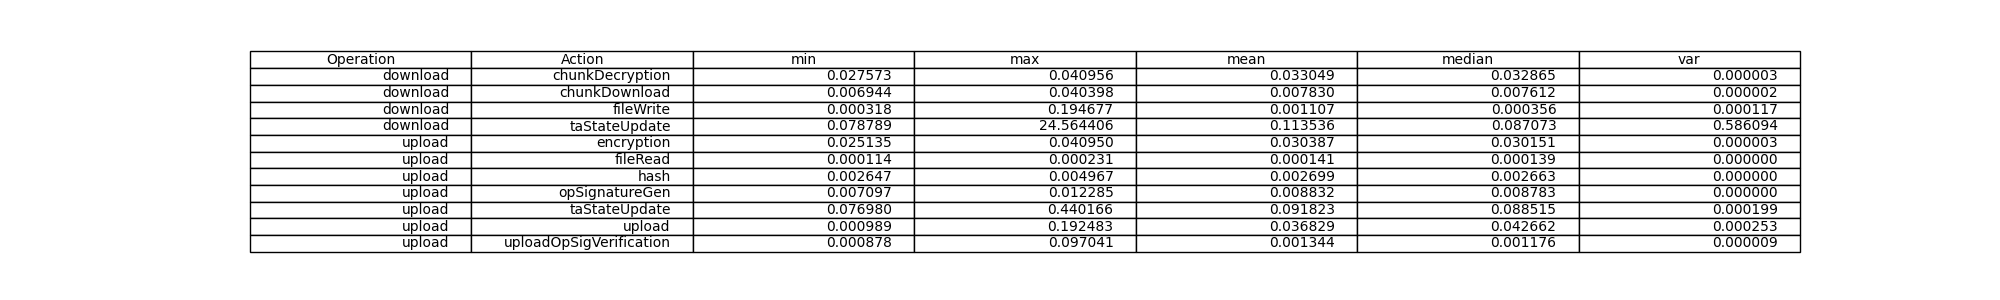 Operation Action min max mean median var
download chunkDecryption 0.027573 0.040956 0.033049 0.032865 0.000003
download chunkDownload 0.006944 0.040398 0.007830 0.007612 0.000002
download fileWrite 0.000318 0.194677 0.001107 0.000356 0.000117
download taStateUpdate 0.078789 24.564406 0.113536 0.087073 0.586094
upload encryption 0.025135 0.040950 0.030387 0.030151 0.000003
upload fileRead 0.000114 0.000231 0.000141 0.000139 0.000000
upload hash 0.002647 0.004967 0.002699 0.002663 0.000000
upload opSignatureGen 0.007097 0.012285 0.008832 0.008783 0.000000
upload taStateUpdate 0.076980 0.440166 0.091823 0.088515 0.000199
upload upload 0.000989 0.192483 0.036829 0.042662 0.000253
upload uploadOpSigVerification 0.000878 0.097041 0.001344 0.001176 0.000009